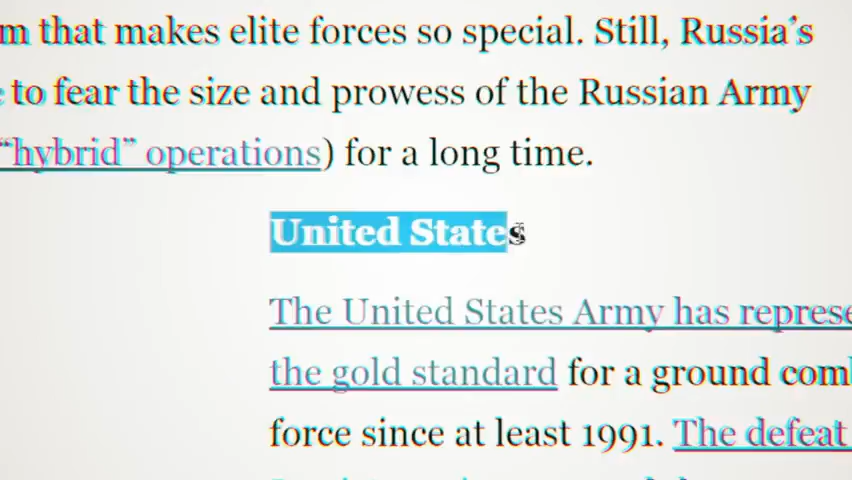 m that makes elite forces so special. Still, Russia’s
to fear the size and prowess of the Russian Army
“hybrid” operations) for a long time.
United States
The United States Army has represe
the gold standard for a ground com
force since at least 1991. The defeat